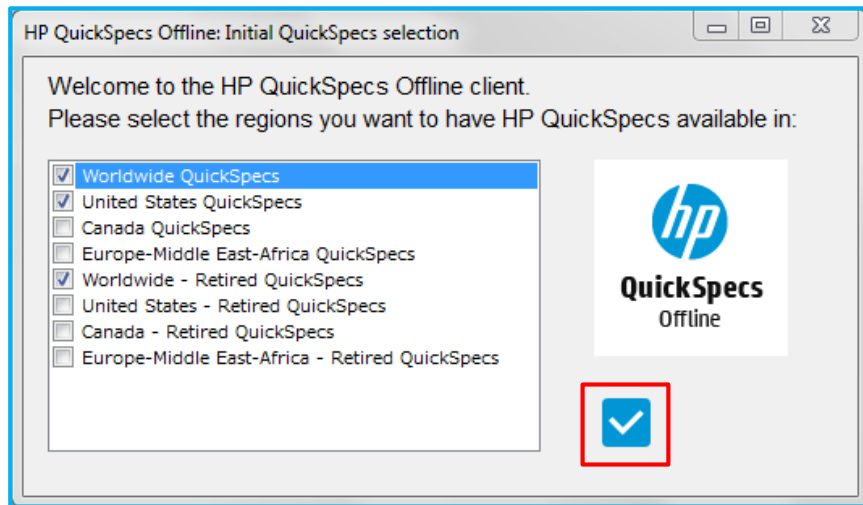 HP QuickSpecs Offline: Initial QuickSpecs selection
Welcome to the HP QuickSpecs Offline client.
Please select the regions you want to have HP QuickSpecs available in:
Worldwide QuickSpecs
United States QuickSpecs
Canada QuickSpecs
Europe-Middle East-Africa QuickSpecs
Worldwide - Retired QuickSpecs
United States - Retired QuickSpecs
Canada - Retired QuickSpecs
Europe-Middle East-Africa - Retired QuickSpecs
hp
QuickSpecs
Offline